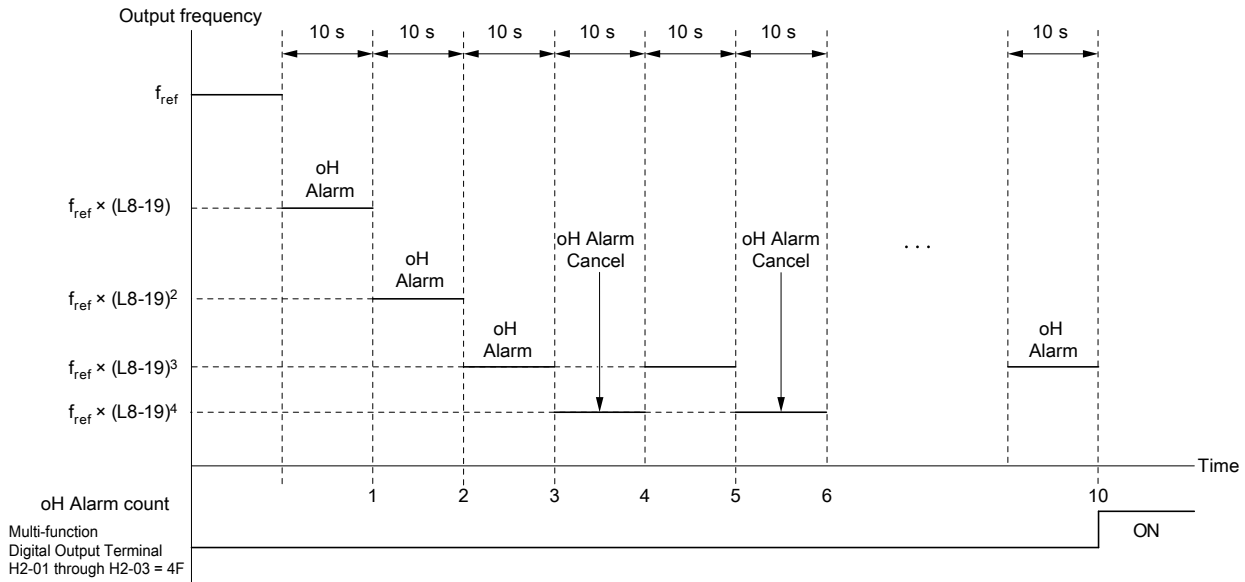 Output frequency
10 s 10 s 10 s 10 s 10 s 10 s 10 s
fref
oH
Alarm
fref × (L8-19)
oH Alarm
Cancel
oH Alarm
Cancel
. . .
oH
Alarm
fref × (L8-19)2
oH
Alarm
oH
Alarm
fref × (L8-19)3
fref × (L8-19)4
Time
oH Alarm count 1 2 3 4 5 6 10
Multi-function
Digital Output Terminal
H2-01 through H2-03 = 4F
ON